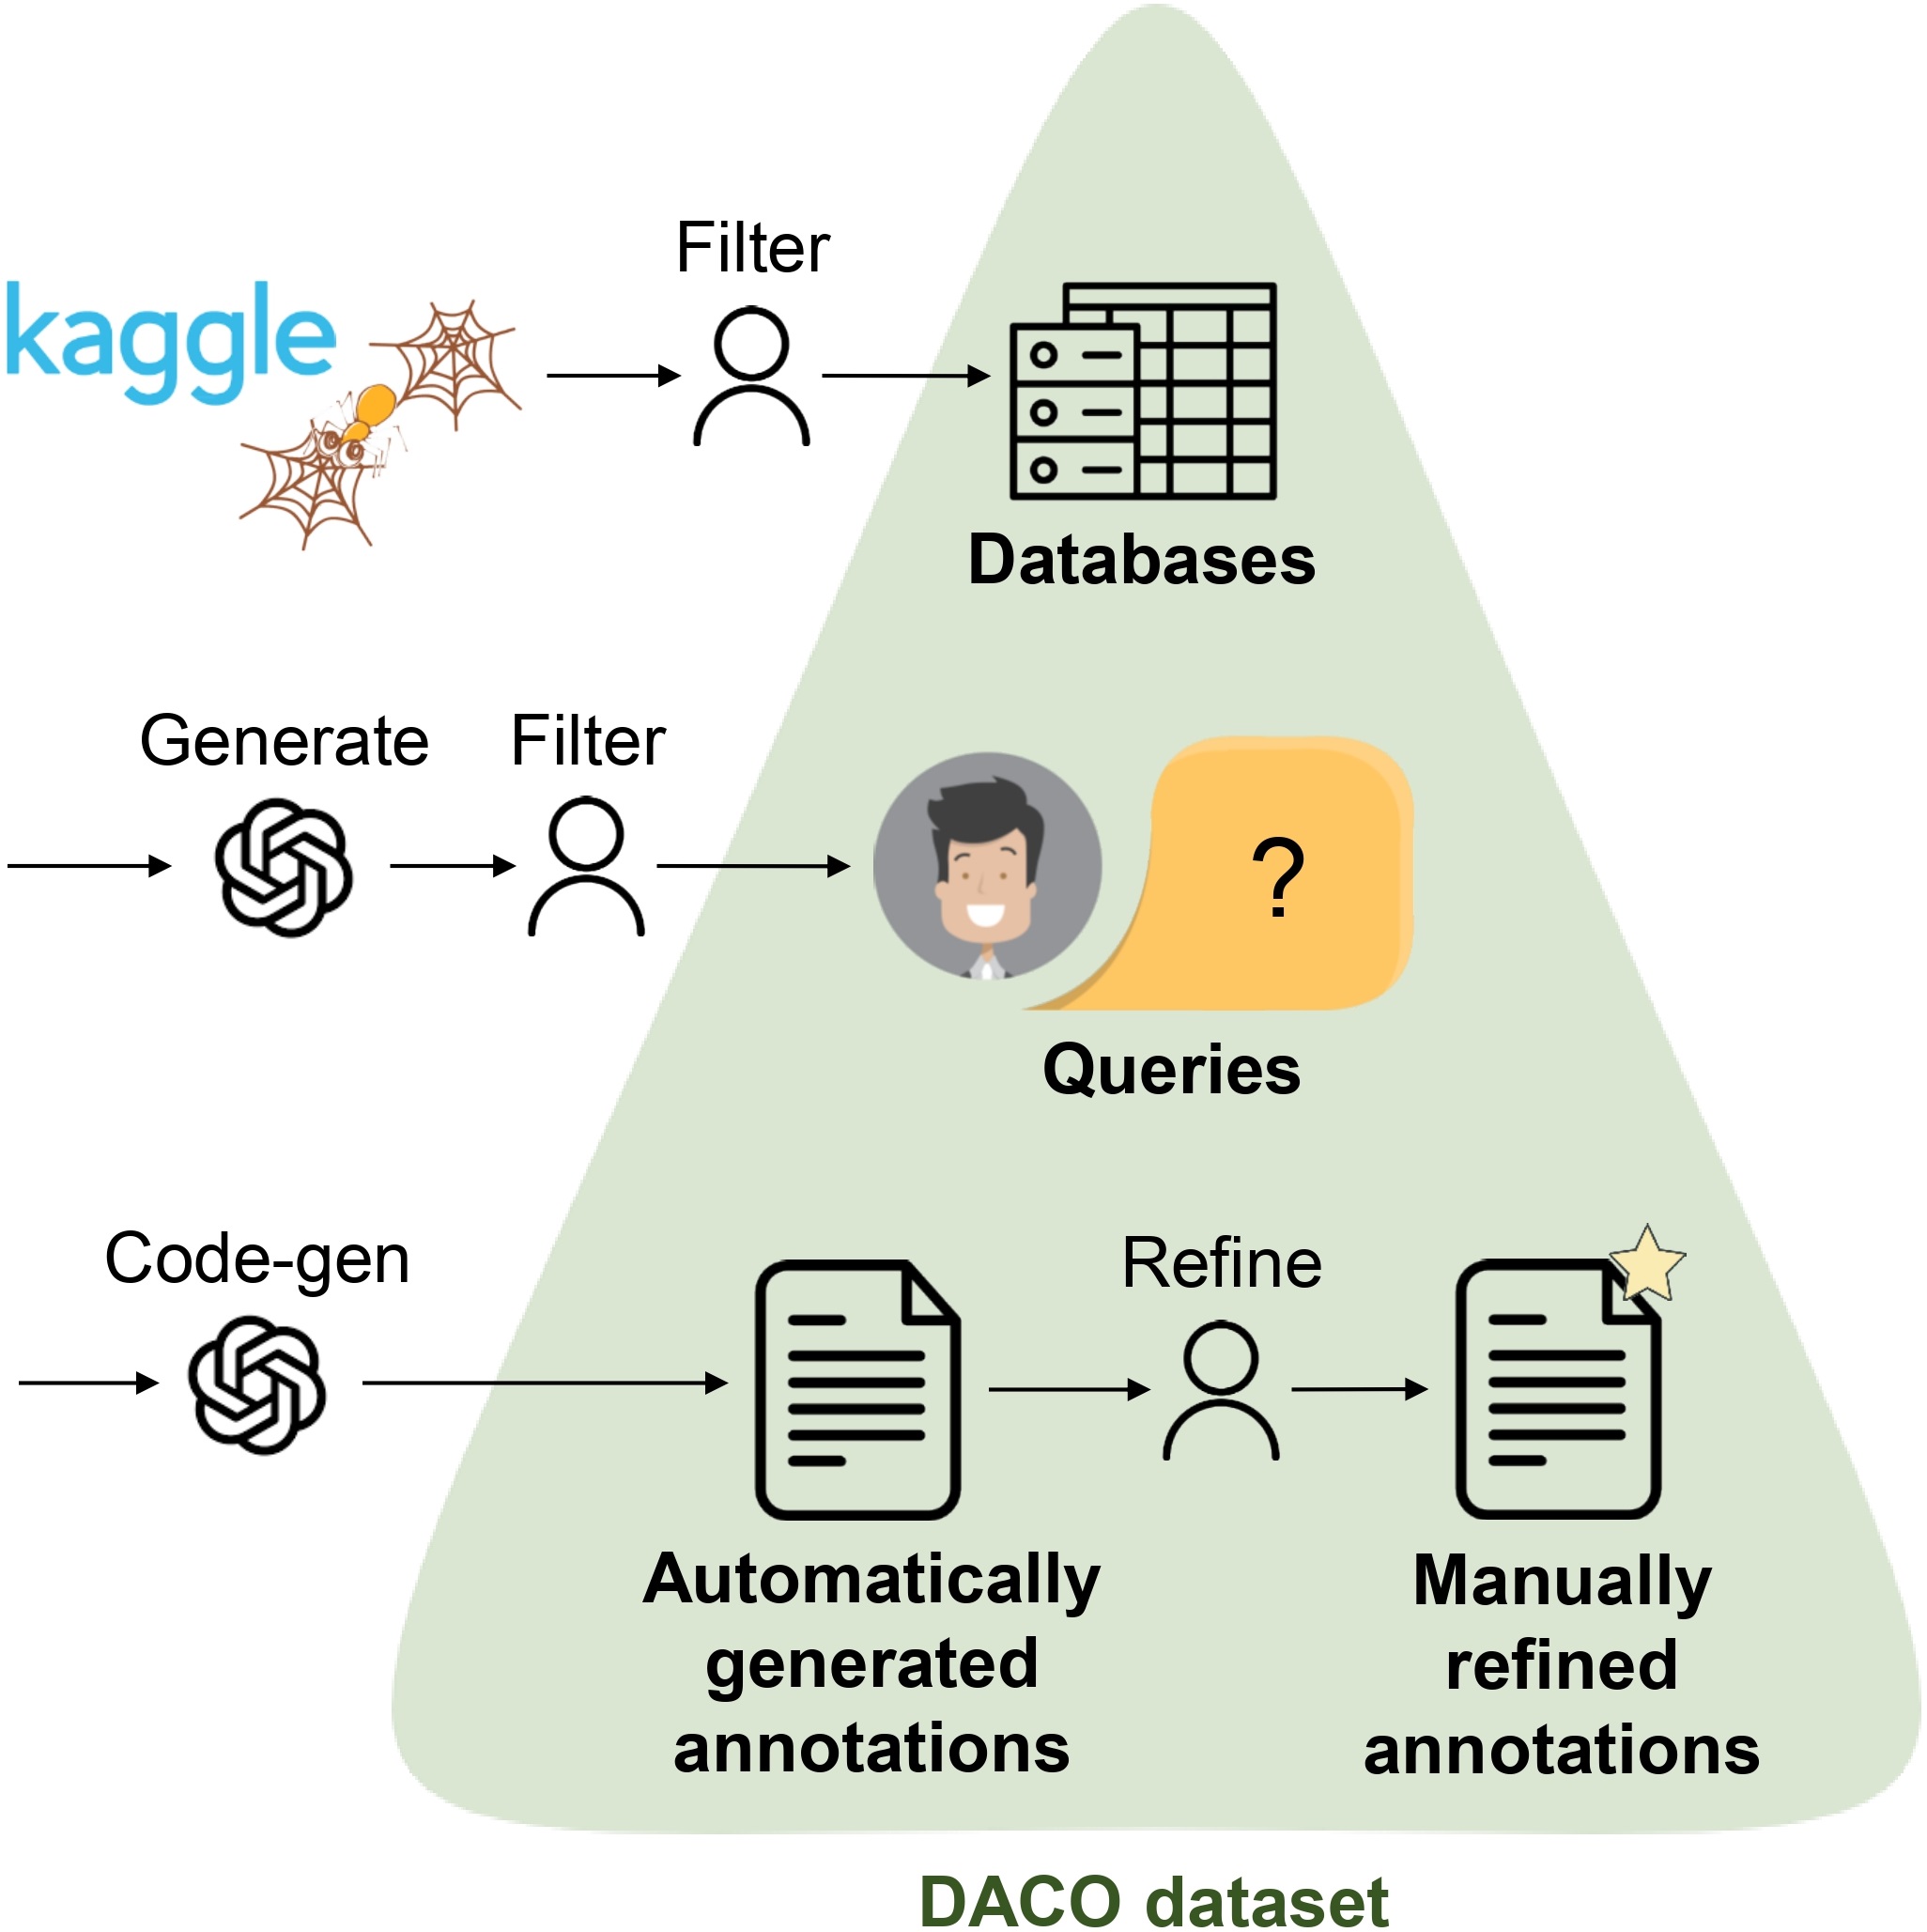 Filter
kaggle
Databases
Generate
Filter
?
Queries
Code-gen
Refine
Automatically
generated
annotations
Manually
refined
annotations
DACO dataset